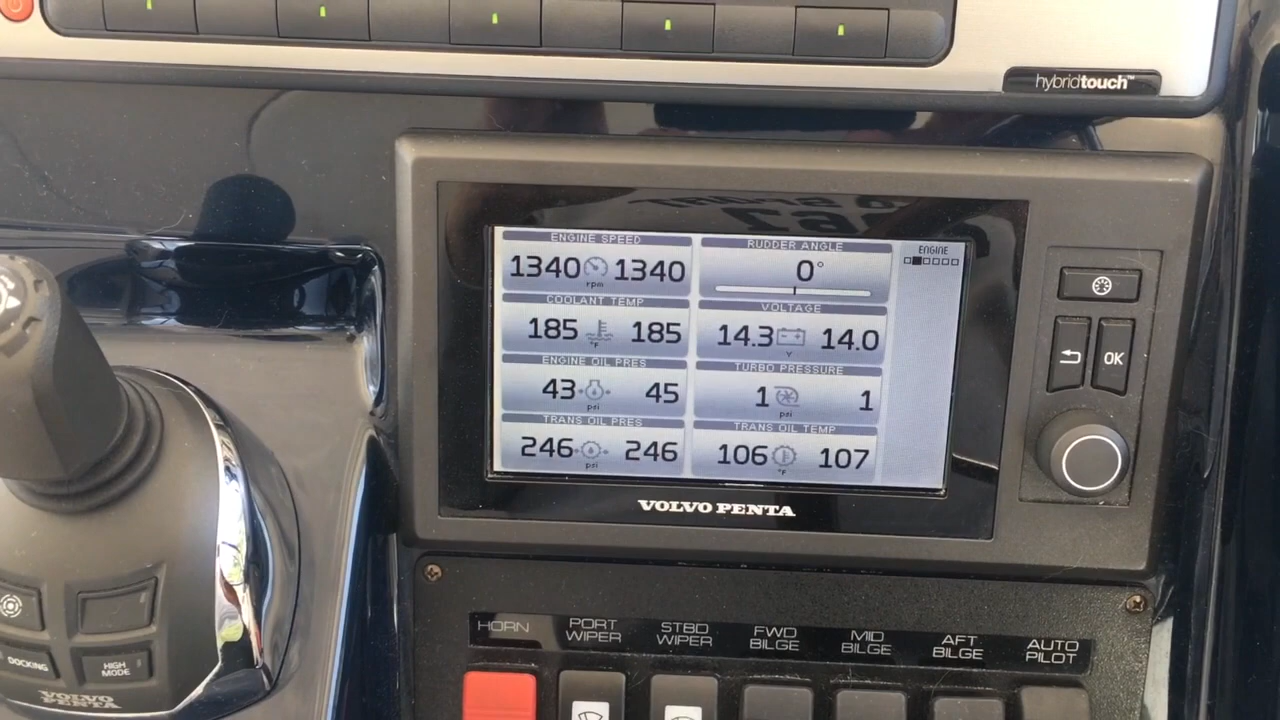 hybridtouch™
ENGINE SPEED
1340 1340
rpm
RUDDER ANGLE
0°
ENGINE
COOLANT TEMP
185 185
°F
VOLTAGE
14.3 14.0
V
ENGINE OIL PRES
43 45
psi
TURBO PRESSURE
1 1
psi
TRANS OIL PRES
246 246
psi
TRANS OIL TEMP
106 107
°F
OK
VOLVO PENTA
DOCKING
HIGH
MODE
VOLVO
PENTA
HORN
PORT
WIPER
STBD
WIPER
FWD
BILGE
MID
BILGE
AFT
BILGE
AUTO
PILOT